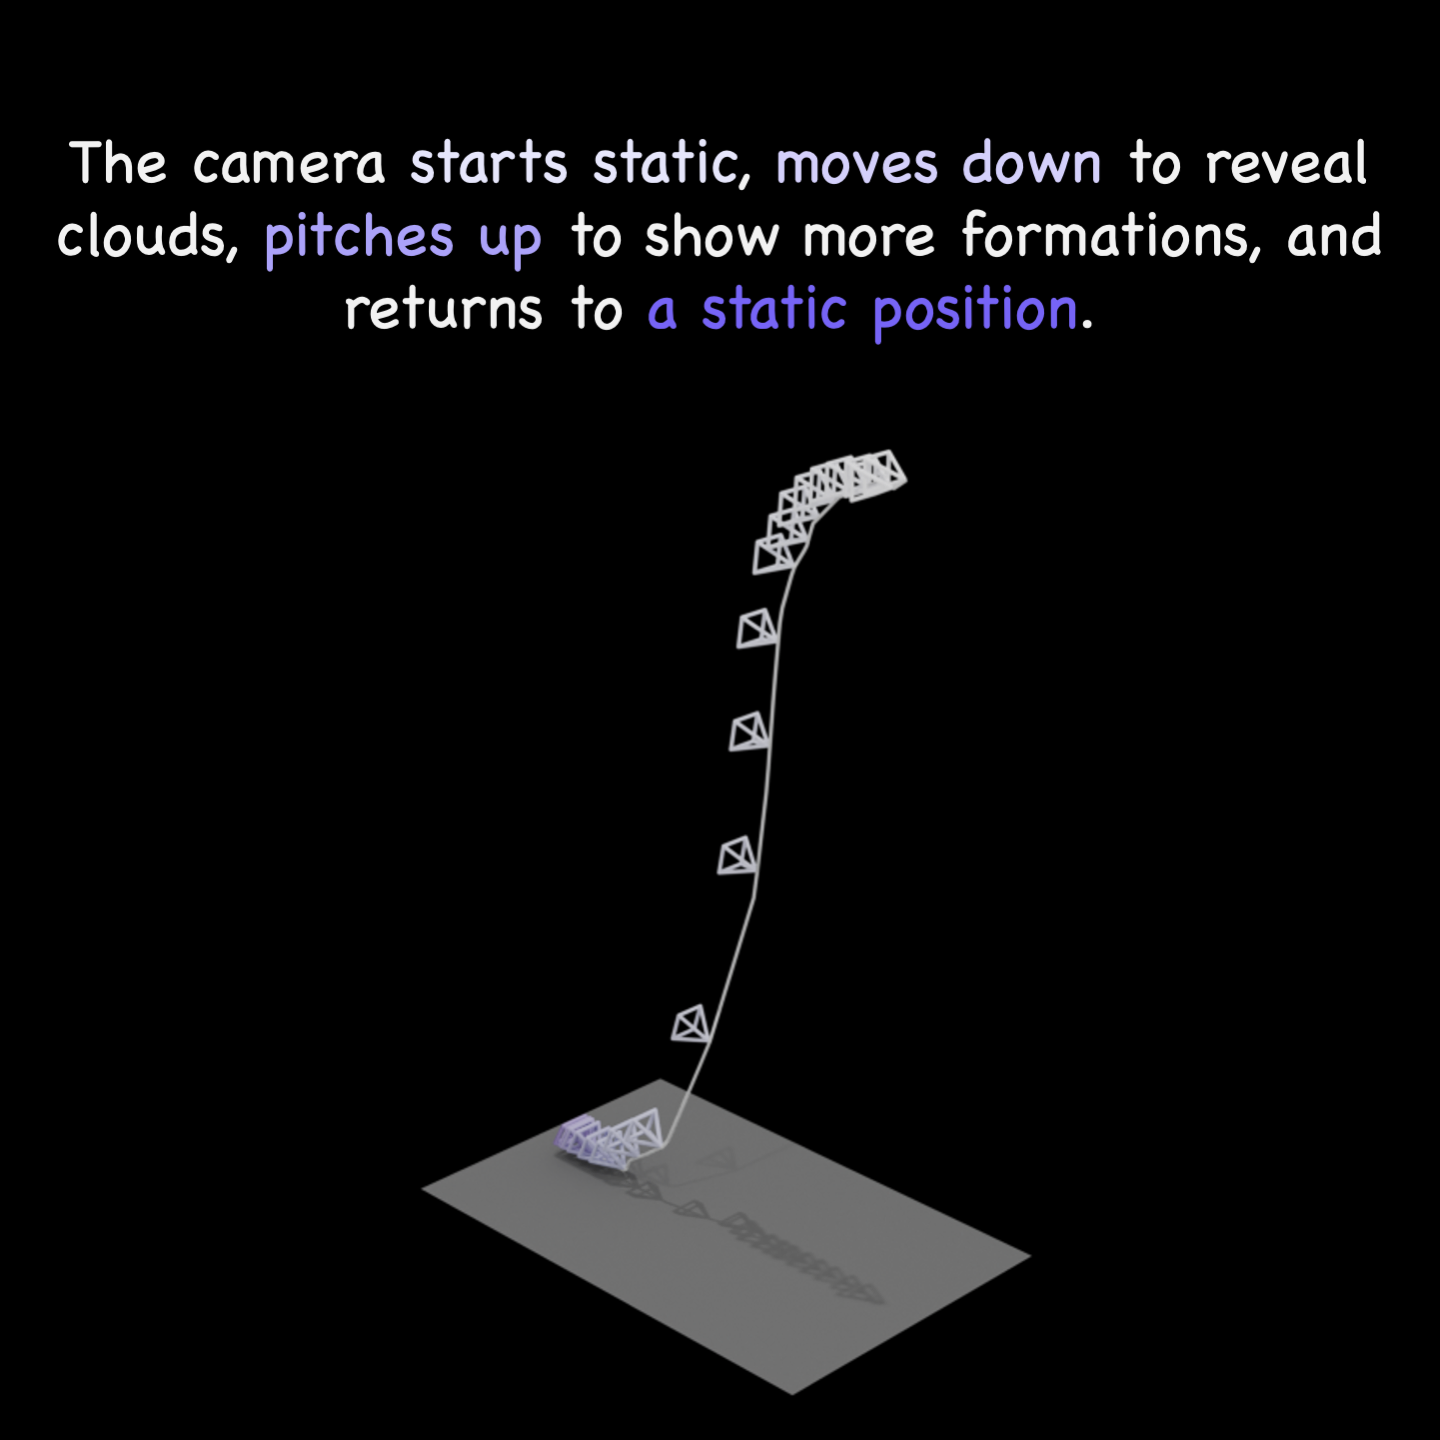 The camera starts static, moves down to reveal
clouds, pitches up to show more formations, and
returns to a static position.